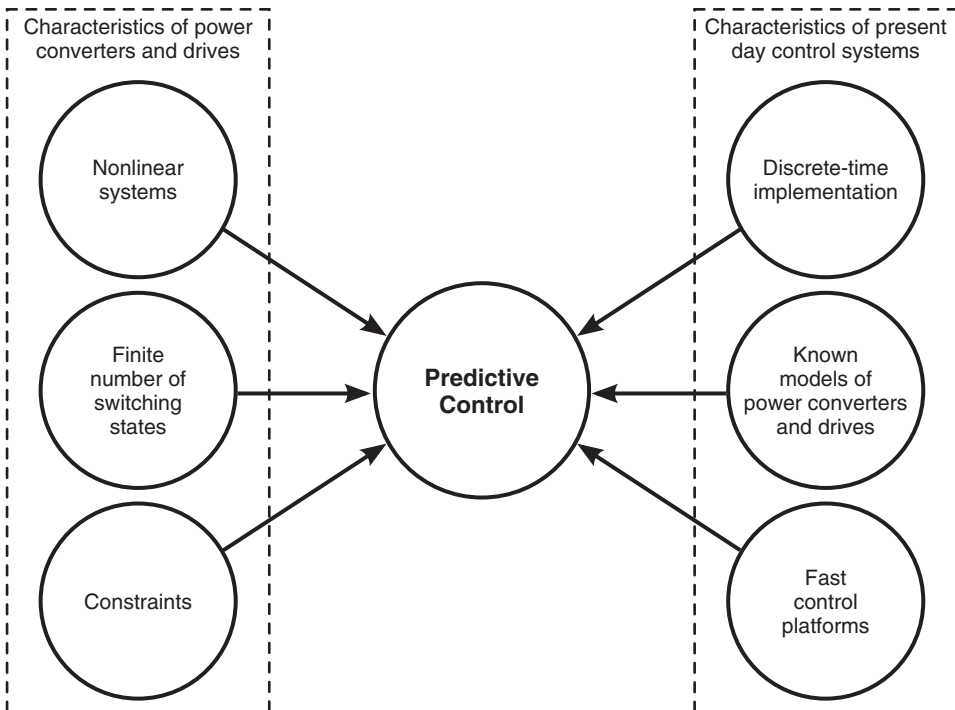 Characteristics of power
converters and drives
Nonlinear
systems
Finite
number of
switching
states
Constraints
Predictive
Control
Characteristics of present
day control systems
Discrete-time
implementation
Known
models of
power converters
and drives
Fast
control
platforms